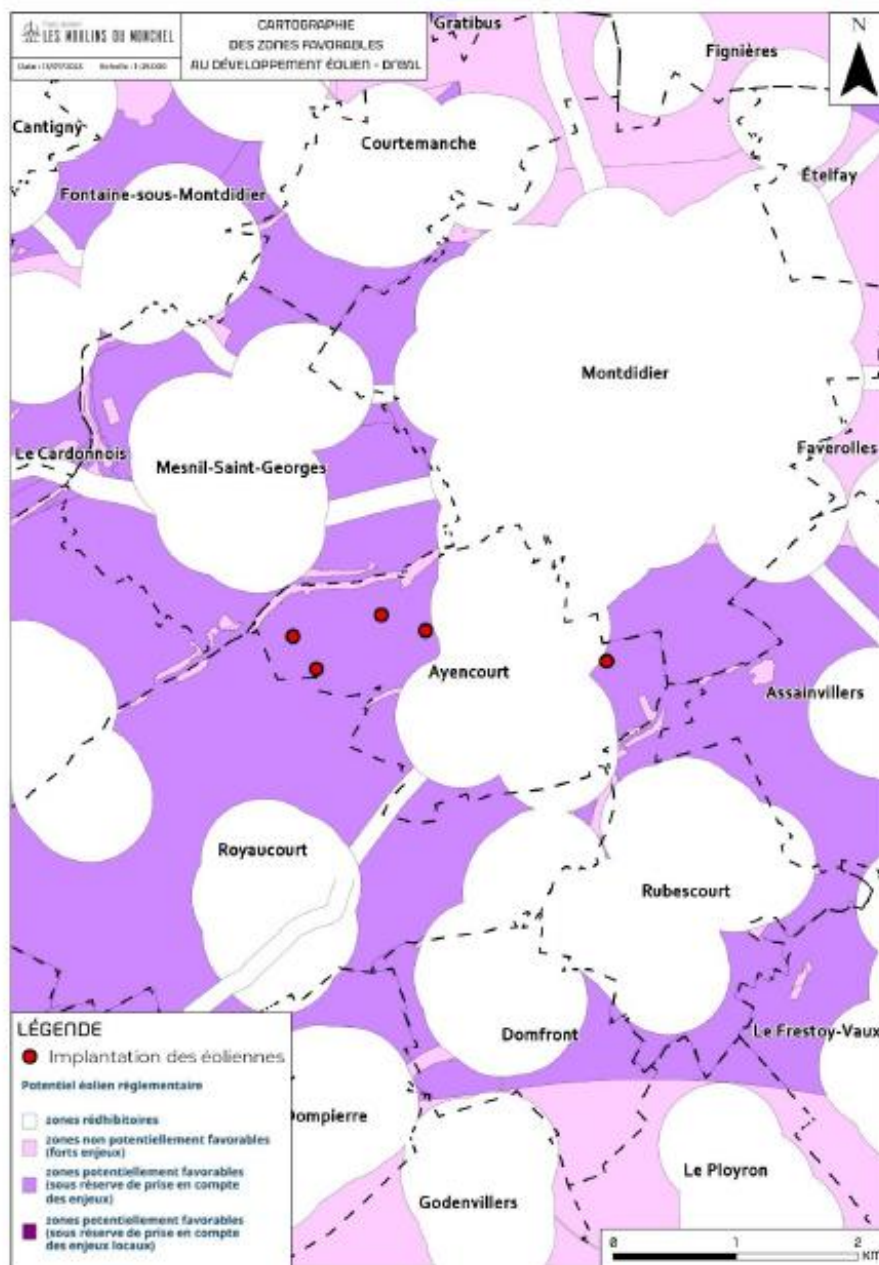 LES MOULINS DU MONCHEL
CARTOGRAPHIE
DES ZONES FAVORABLES
AU DÉVELOPPEMENT ÉOLIEN - DREAL
N
Gratibus
Fignières
Cantigny
Courtemanche
Ételfay
Fontaine-sous-Montdidier
Montdidier
Le Cardonnois
Mesnil-Saint-Georges
Faverolles
Ayencourt
Assainvillers
Royaucourt
Rubescourt
Domfront
Le Frestoy-Vaux
Dompierre
Le Ployron
Godenvillers
LÉGENDE
Implantation des éoliennes
Potentiel éolien réglementaire
zones rédhibitoires
zones non potentiellement favorables
(forts enjeux)
zones potentiellement favorables
(sous réserve de prise en compte
des enjeux)
zones potentiellement favorables
(sous réserve de prise en compte
des enjeux locaux)
0 1 2
KM